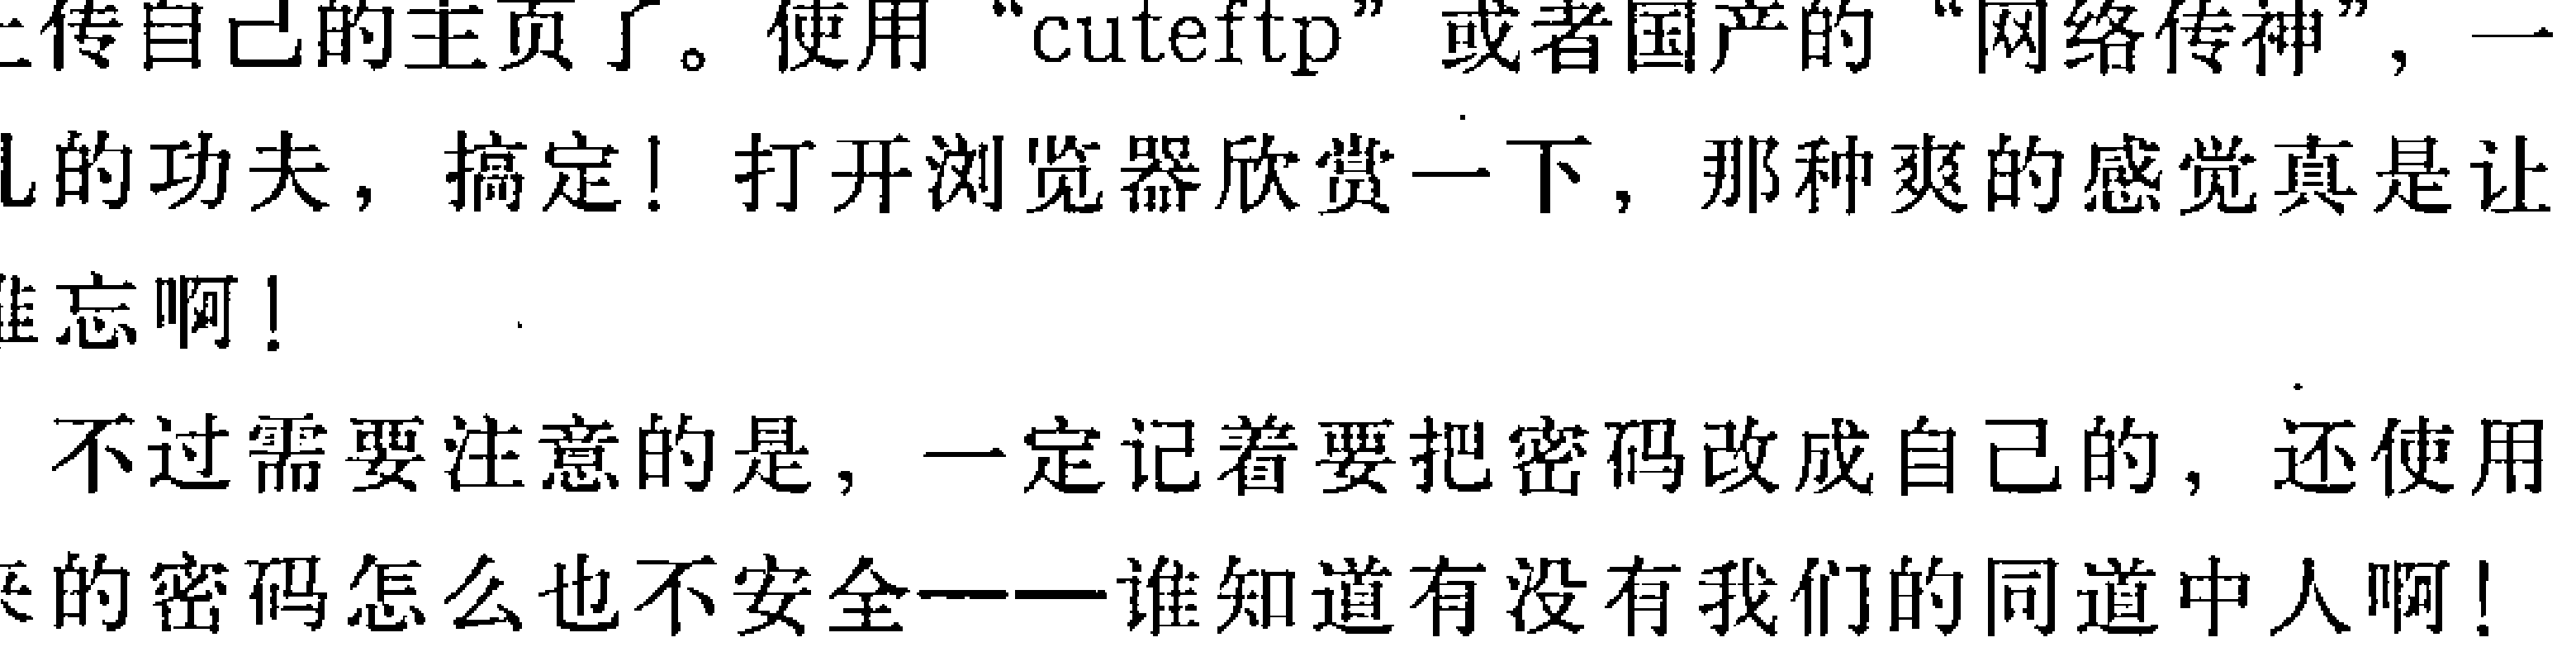 上传自己的主页了。使用“cuteftp”或者国产的“网络传神”，一
儿的功夫，搞定！打开浏览器欣赏一下，那种爽的感觉真是让
难忘啊！
不过需要注意的是，一定记着要把密码改成自己的，还使用
来的密码怎么也不安全——谁知道有没有我们的同道中人啊！